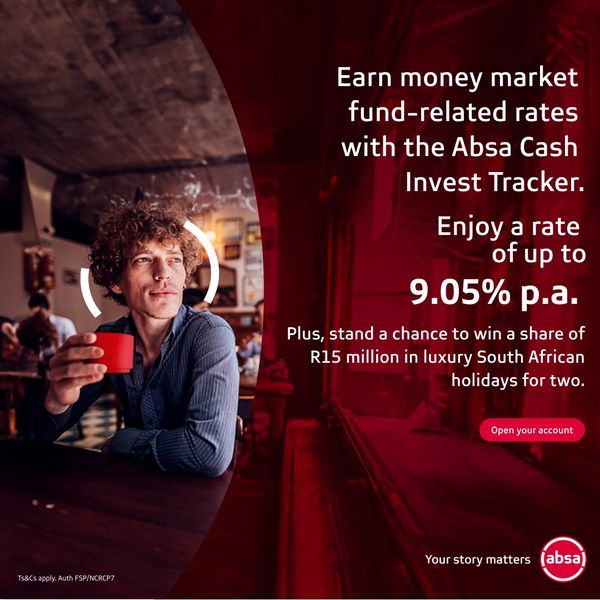 Earn money market
fund-related rates
with the Absa Cash
Invest Tracker.
Enjoy a rate
of up to
9.05% p.a.
Plus, stand a chance to win a share of
R15 million in luxury South African
holidays for two.
Open your account
Your story matters
absa
Ts&Cs apply. Auth FSP/NCRCP7